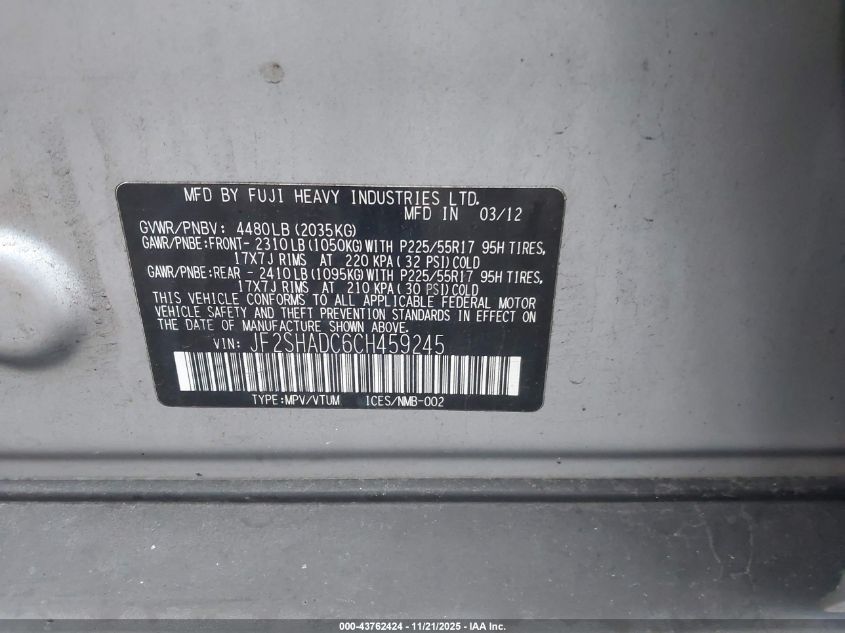 MFD BY FUJI HEAVY INDUSTRIES LTD.
MFD IN 03/12
GVWR/PNBV: 4480LB(2035KG)
GAWR/PNBE:FRONT- 2310LB(1050KG)WITH P225/55R17 95H TIRES,
17X7J RIMS AT 220 KPA(32 PSI)COLD
GAWR/PNBE:REAR - 2410LB(1095KG)WITH P225/55R17 95H TIRES,
17X7J RIMS AT 210 KPA(30 PSI)COLD
THIS VEHICLE CONFORMS TO ALL APPLICABLE FEDERAL MOTOR
VEHICLE SAFETY AND THEFT PREVENTION STANDARDS IN EFFECT ON
THE DATE OF MANUFACTURE SHOWN ABOVE.
VIN: JF2SHADC6CH459245
TYPE:MPV/VTUM ICES/NMB-002
000-43762424 - 11/21/2025 - IAA Inc.